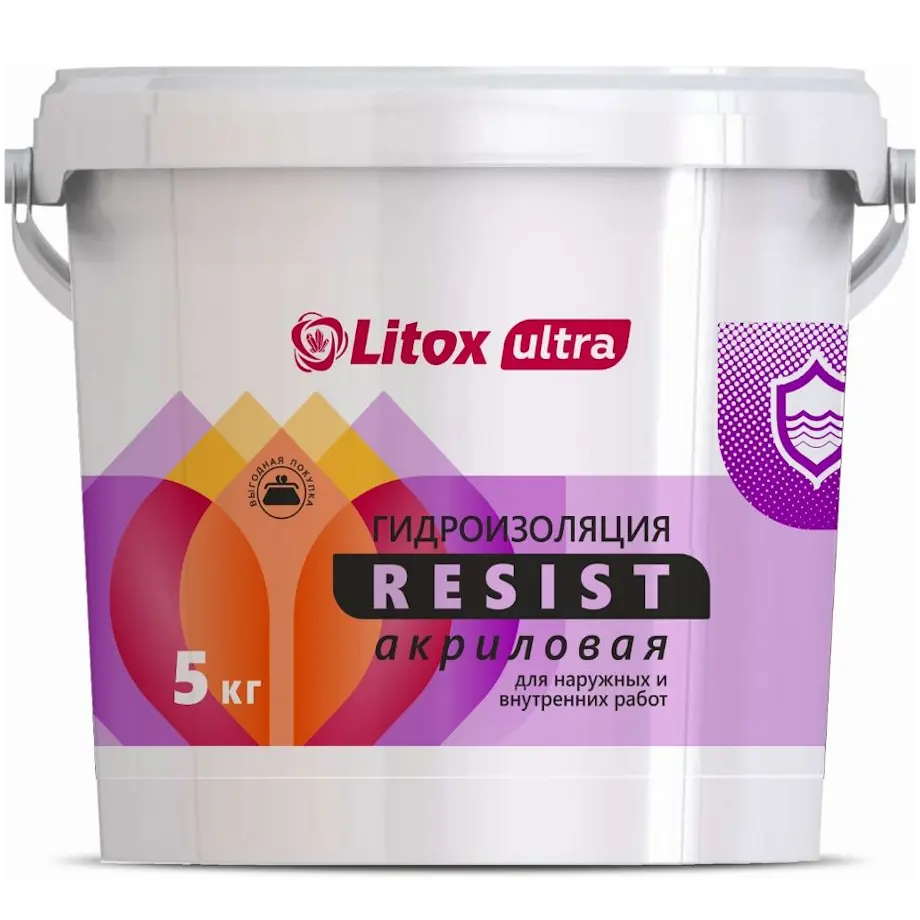 Litox ultra
ВЫГОДНАЯ ПОКУПКА
ГИДРОИЗОЛЯЦИЯ
RESIST
акриловая
для наружных и
внутренних работ
5 кг